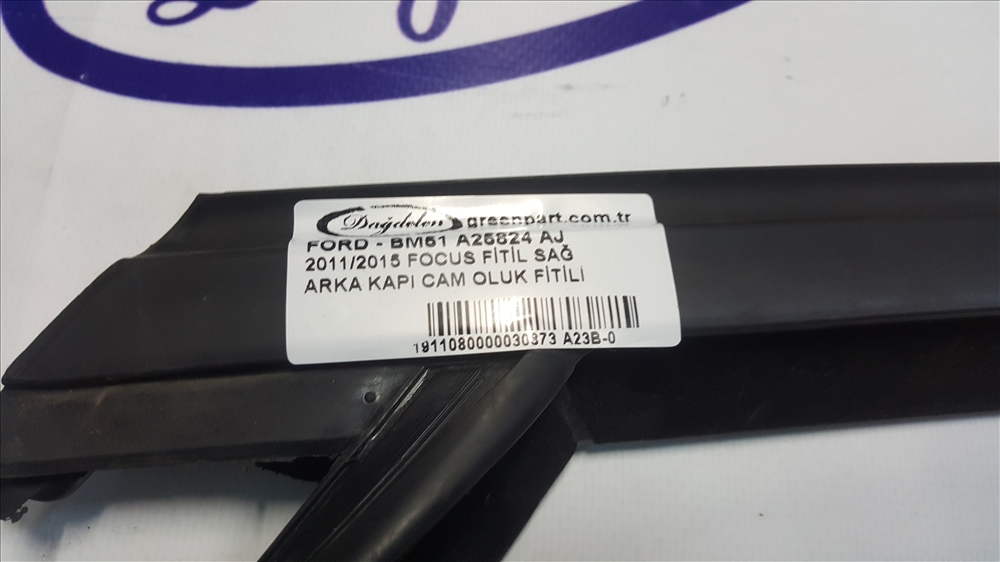 Dağdelen greenpart.com.tr
FORD - BM51 A25824 AJ
2011/2015 FOCUS FİTİL SAĞ
ARKA KAPI CAM OLUK FİTİLİ
1911080000030373 A23B-0